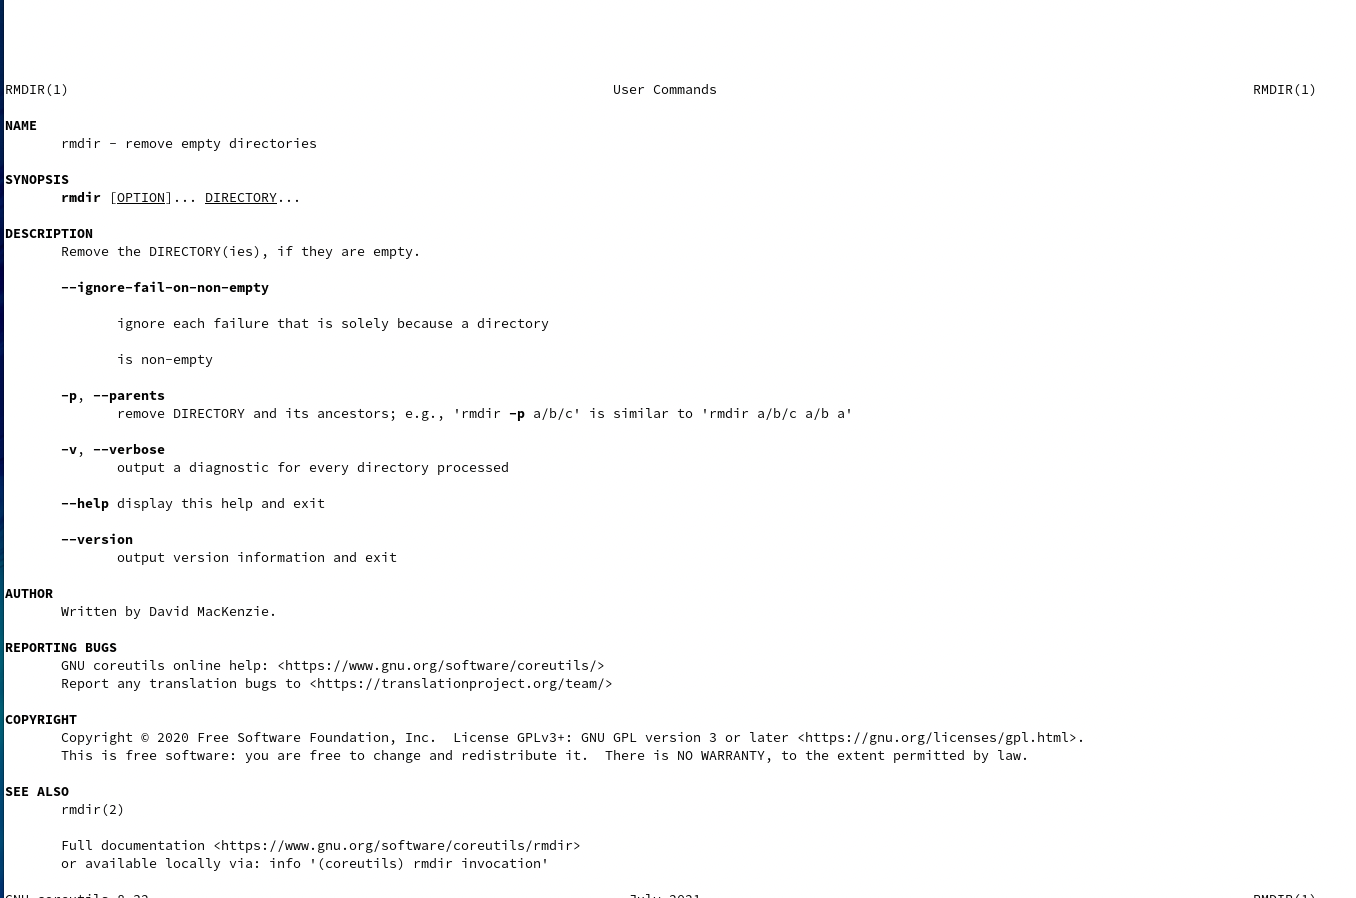 RMDIR(1) User Commands RMDIR(1)
NAME
rmdir - remove empty directories
SYNOPSIS
rmdir [OPTION]... DIRECTORY...
DESCRIPTION
Remove the DIRECTORY(ies), if they are empty.
--ignore-fail-on-non-empty
ignore each failure that is solely because a directory
is non-empty
-p, --parents
remove DIRECTORY and its ancestors; e.g., 'rmdir -p a/b/c' is similar to 'rmdir a/b/c a/b a'
-v, --verbose
output a diagnostic for every directory processed
--help display this help and exit
--version
output version information and exit
AUTHOR
Written by David MacKenzie.
REPORTING BUGS
GNU coreutils online help: <https://www.gnu.org/software/coreutils/>
Report any translation bugs to <https://translationproject.org/team/>
COPYRIGHT
Copyright © 2020 Free Software Foundation, Inc.  License GPLv3+: GNU GPL version 3 or later <https://gnu.org/licenses/gpl.html>.
This is free software: you are free to change and redistribute it.  There is NO WARRANTY, to the extent permitted by law.
SEE ALSO
rmdir(2)
Full documentation <https://www.gnu.org/software/coreutils/rmdir>
or available locally via: info '(coreutils) rmdir invocation'
GNU coreutils July 2021 RMDIR(1)